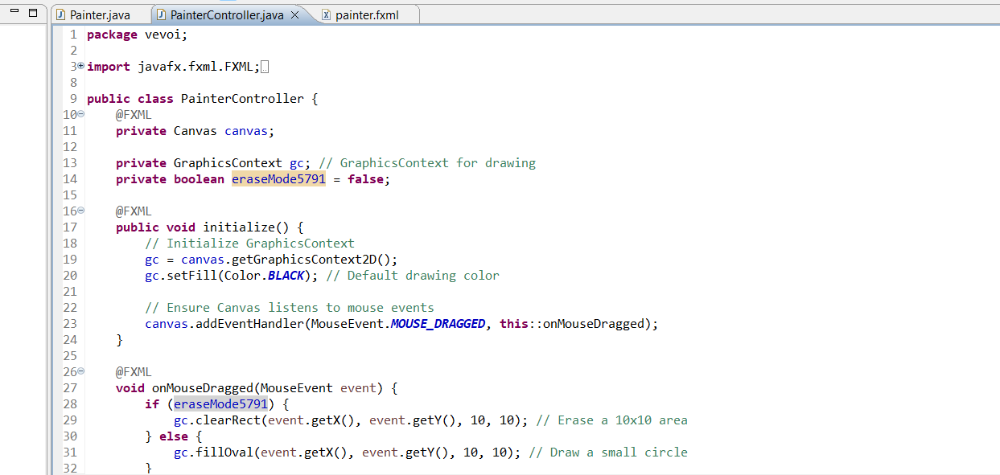 Painter.java PainterController.java painter.fxml
1 package vevoi;
2
3 import javafx.fxml.FXML;
8
9 public class PainterController {
10 @FXML
11 private Canvas canvas;
12
13 private GraphicsContext gc; // GraphicsContext for drawing
14 private boolean eraseMode5791 = false;
15
16 @FXML
17 public void initialize() {
18 // Initialize GraphicsContext
19 gc = canvas.getGraphicsContext2D();
20 gc.setFill(Color.BLACK); // Default drawing color
21
22 // Ensure Canvas listens to mouse events
23 canvas.addEventHandler(MouseEvent.MOUSE_DRAGGED, this::onMouseDragged);
24 }
25
26 @FXML
27 void onMouseDragged(MouseEvent event) {
28 if (eraseMode5791) {
29 gc.clearRect(event.getX(), event.getY(), 10, 10); // Erase a 10x10 area
30 } else {
31 gc.fillOval(event.getX(), event.getY(), 10, 10); // Draw a small circle
32 }